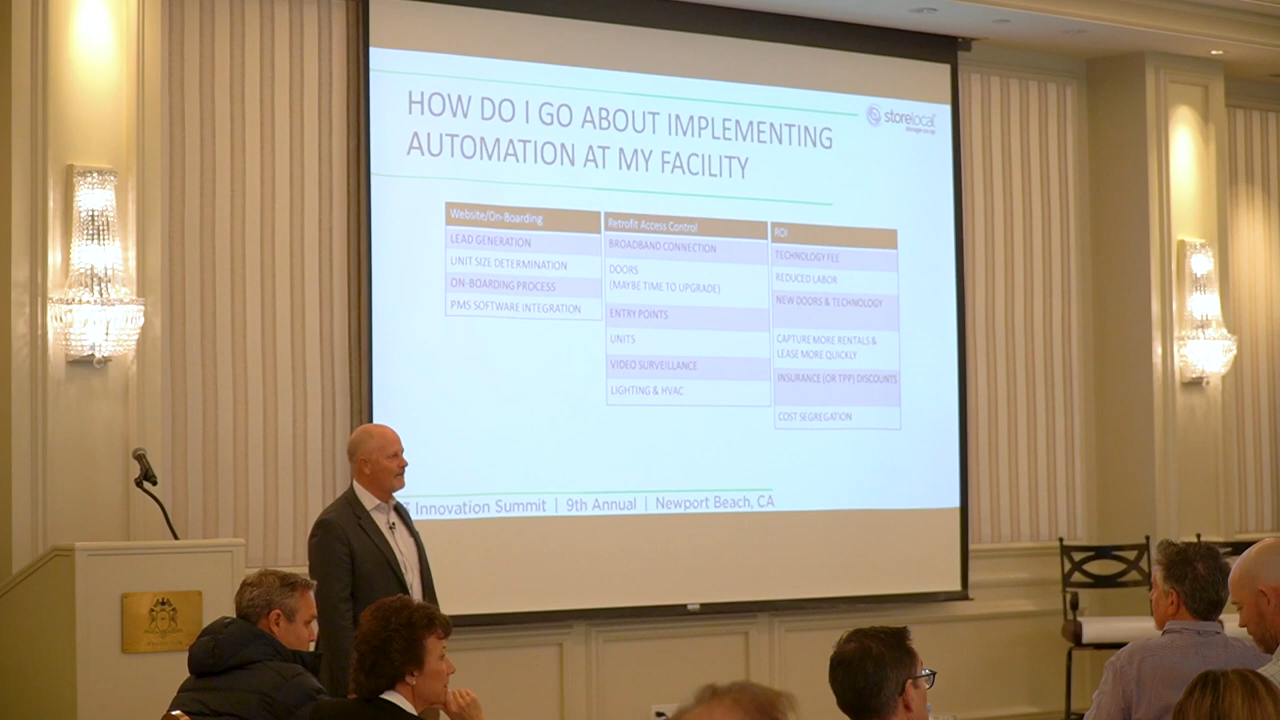 HOW DO I GO ABOUT IMPLEMENTING
AUTOMATION AT MY FACILITY
storelocal
storage co-op
Website/On-Boarding
LEAD GENERATION
UNIT SIZE DETERMINATION
ON-BOARDING PROCESS
PMS SOFTWARE INTEGRATION
Retrofit Access Control
BROADBAND CONNECTION
DOORS
(MAYBE TIME TO UPGRADE)
ENTRY POINTS
UNITS
VIDEO SURVEILLANCE
LIGHTING & HVAC
ROI
TECHNOLOGY FEE
REDUCED LABOR
NEW DOORS & TECHNOLOGY
CAPTURE MORE RENTALS &
LEASE MORE QUICKLY
INSURANCE (OR TPP) DISCOUNTS
COST SEGREGATION
Innovation Summit | 9th Annual | Newport Beach, CA